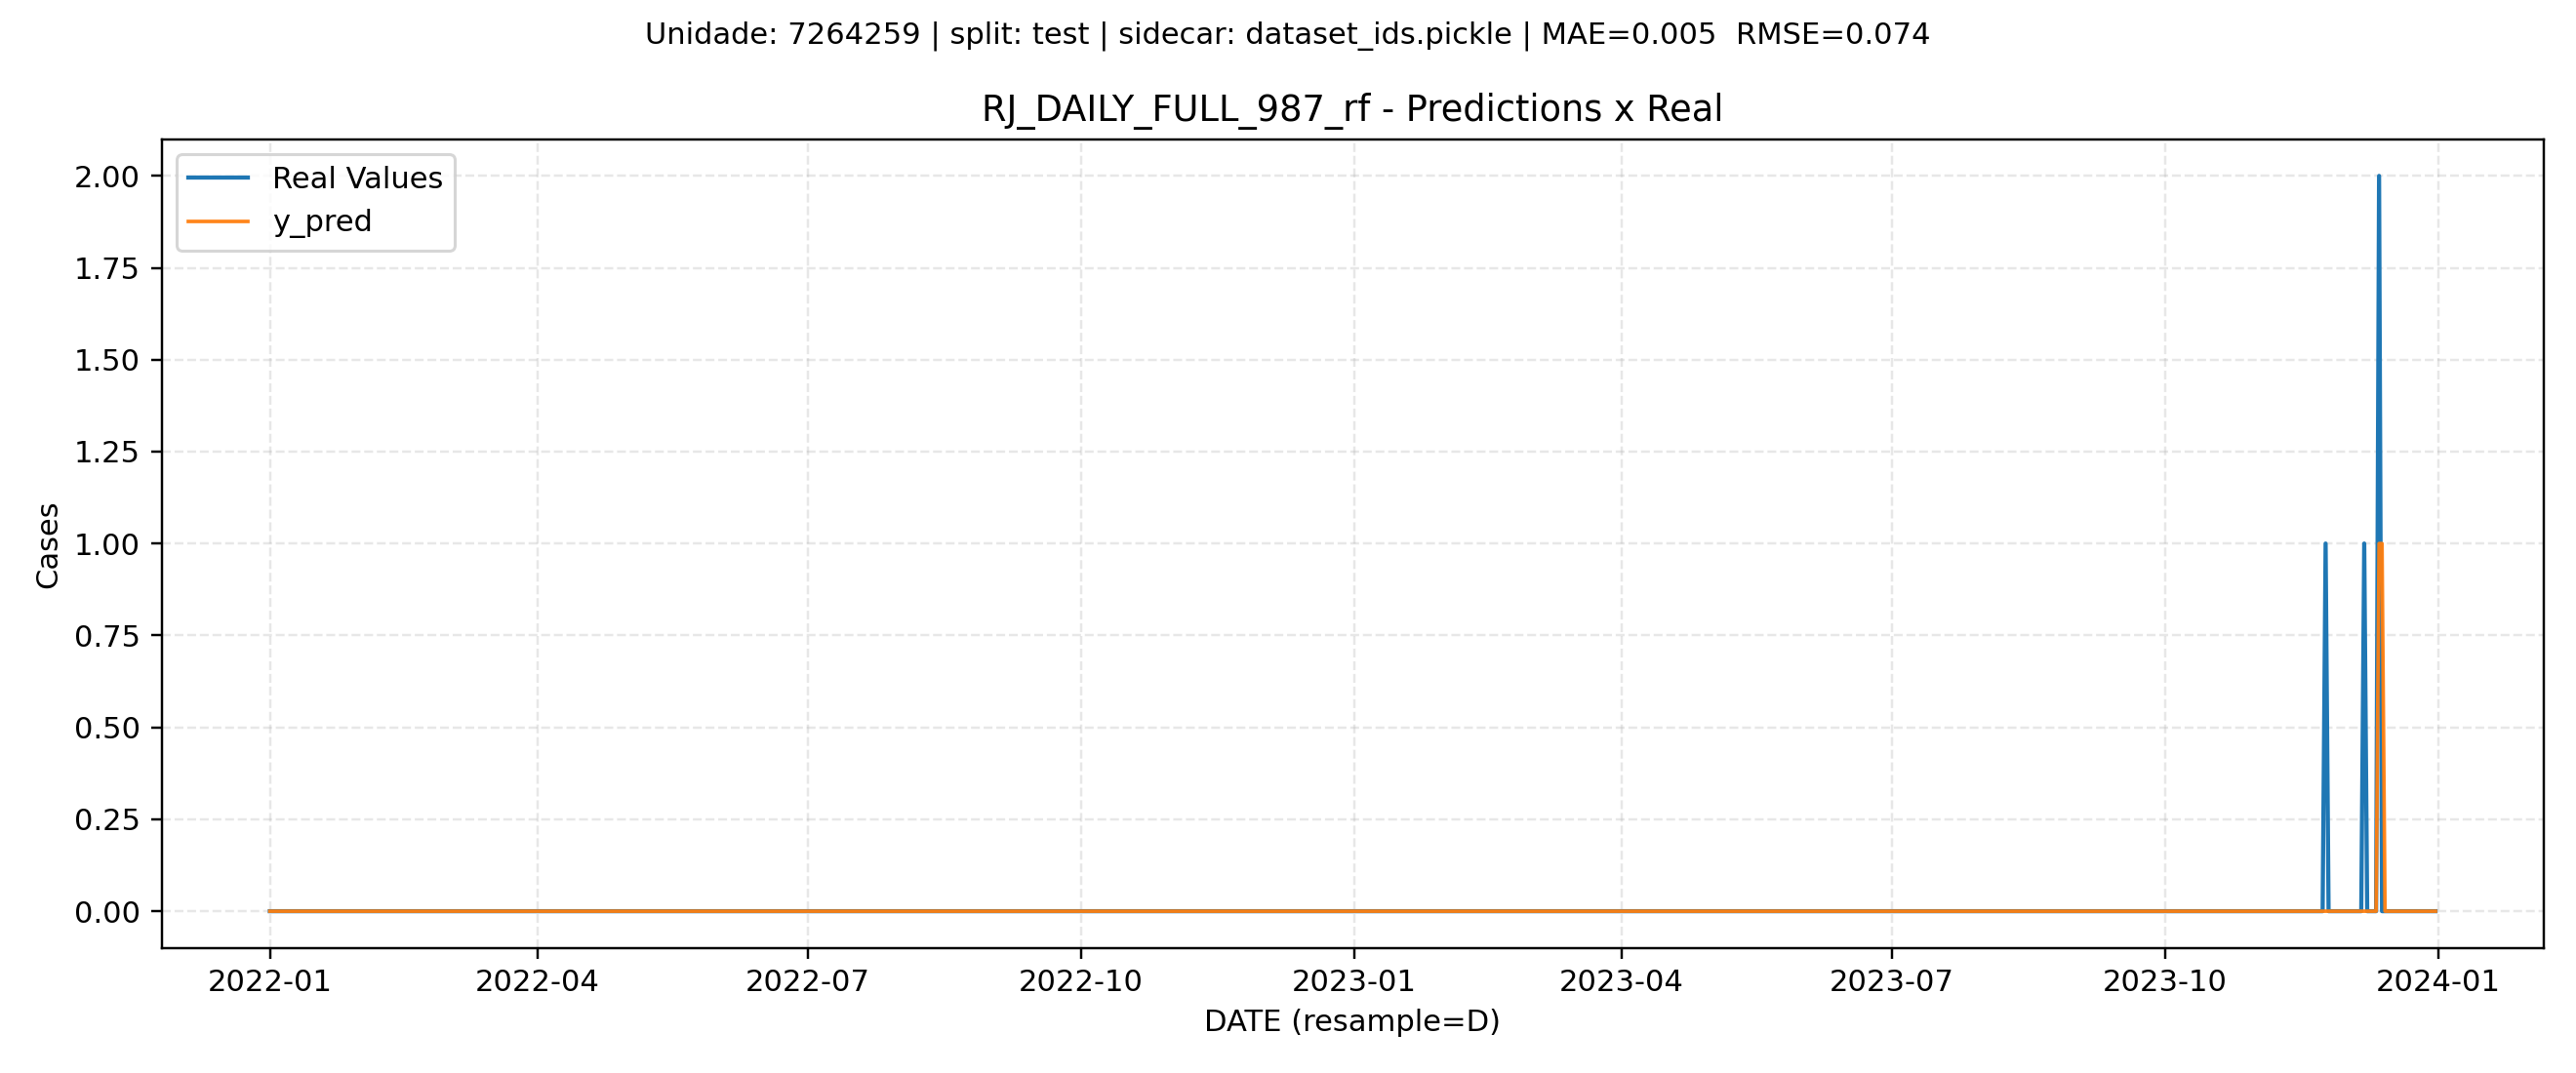 Unidade: 7264259 | split: test | sidecar: dataset_ids.pickle | MAE=0.005  RMSE=0.074
RJ_DAILY_FULL_987_rf - Predictions x Real
Real Values
y_pred
2.00
1.75
1.50
1.25
1.00
0.75
0.50
0.25
0.00
Cases
2022-01 2022-04 2022-07 2022-10 2023-01 2023-04 2023-07 2023-10 2024-01
DATE (resample=D)